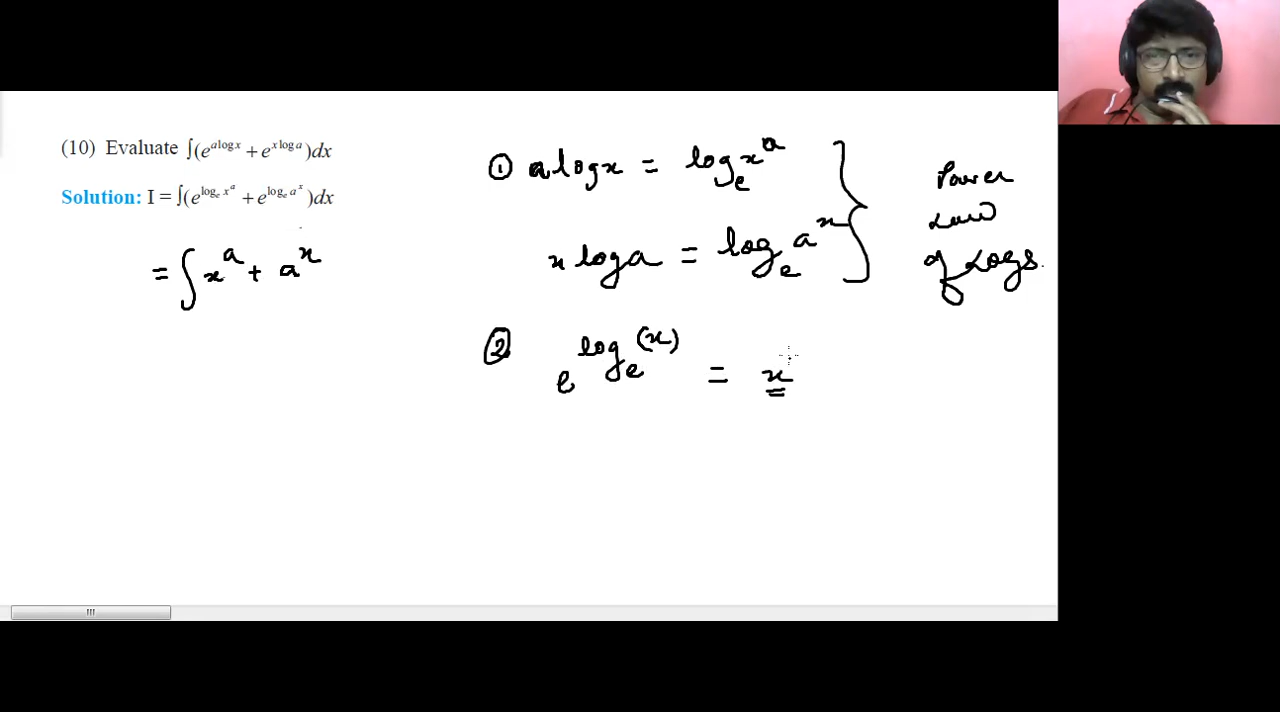 (10) Evaluate ∫(e^{a log x} + e^{x log a})dx
Solution: I = ∫(e^{log_e x^a} + e^{log_e a^x})dx
= ∫ x^a + a^x
① a log x = log_e x^a
x log a = log_e a^x
Power
Law
of Logs.
② e^{log_e (x)} = x